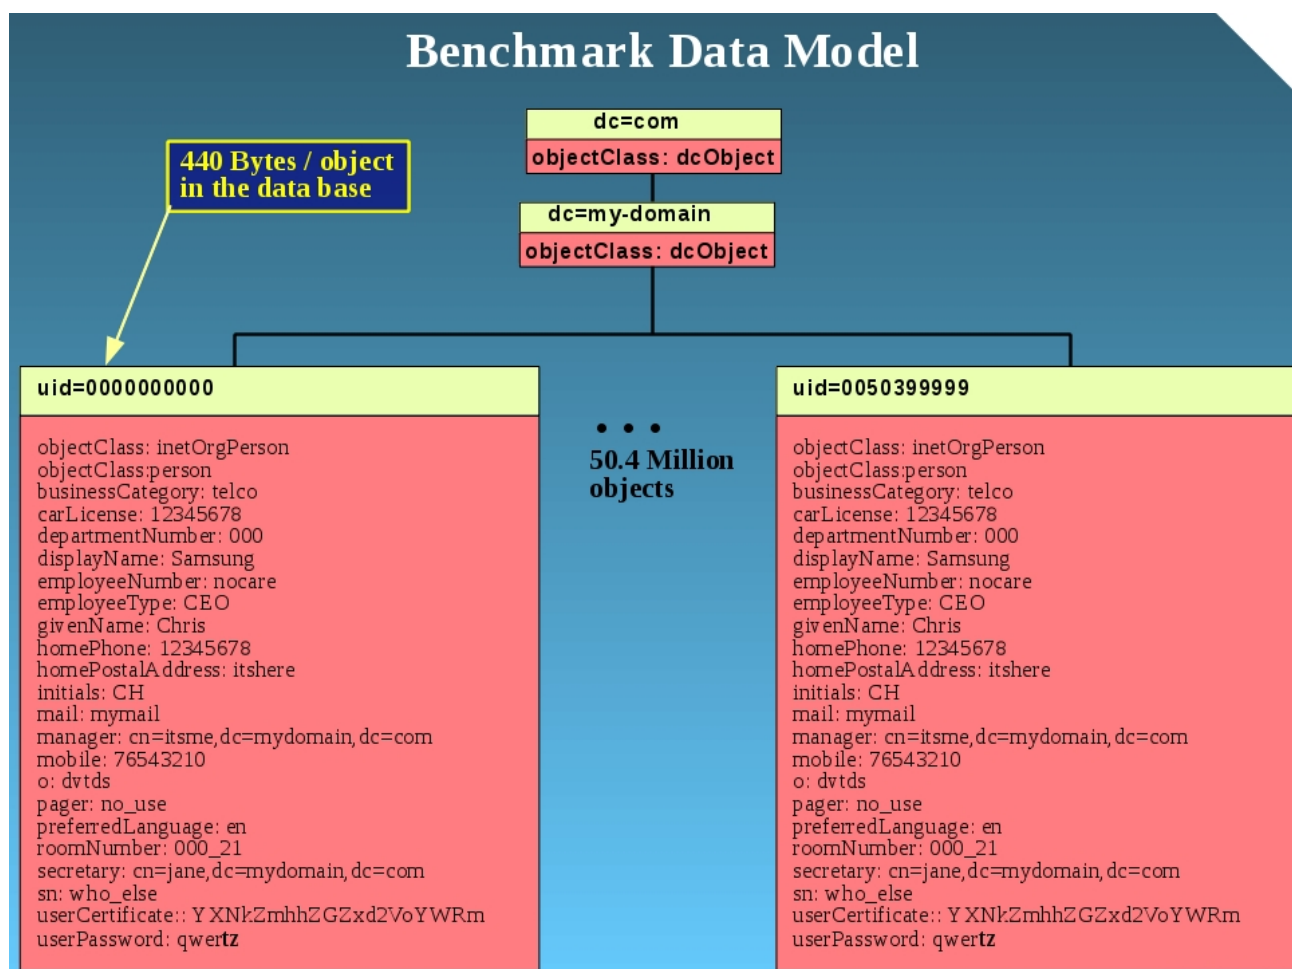 Benchmark Data Model
dc=com
objectClass: dcObject
440 Bytes / object
in the data base
dc=my-domain
objectClass: dcObject
uid=0000000000
objectClass: inetOrgPerson
objectClass:person
businessCategory: telco
carLicense: 12345678
departmentNumber: 000
displayName: Samsung
employeeNumber: nocare
employeeType: CEO
givenName: Chris
homePhone: 12345678
homePostalAddress: itshere
initials: CH
mail: mymail
manager: cn=itsme,dc=mydomain,dc=com
mobile: 76543210
o: dvtds
pager: no_use
preferredLanguage: en
roomNumber: 000_21
secretary: cn=jane,dc=mydomain,dc=com
sn: who_else
userCertificate:: YXNkZmhhZGZxd2VoYWRm
userPassword: qwertz
• • •
50.4 Million
objects
uid=0050399999
objectClass: inetOrgPerson
objectClass:person
businessCategory: telco
carLicense: 12345678
departmentNumber: 000
displayName: Samsung
employeeNumber: nocare
employeeType: CEO
givenName: Chris
homePhone: 12345678
homePostalAddress: itshere
initials: CH
mail: mymail
manager: cn=itsme,dc=mydomain,dc=com
mobile: 76543210
o: dvtds
pager: no_use
preferredLanguage: en
roomNumber: 000_21
secretary: cn=jane,dc=mydomain,dc=com
sn: who_else
userCertificate:: YXNkZmhhZGZxd2VoYWRm
userPassword: qwertz